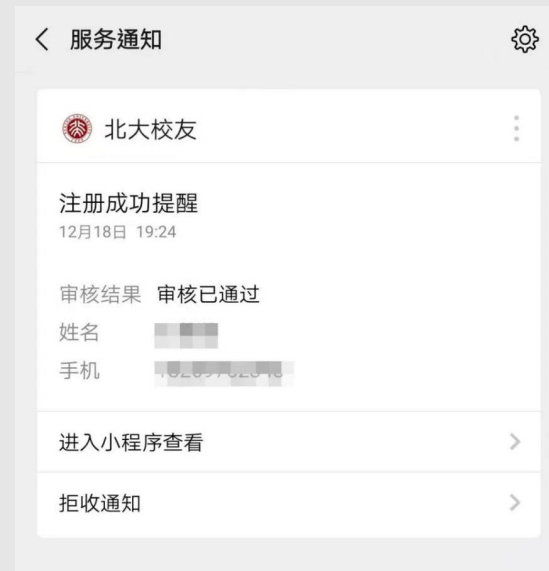 服务通知
北大校友
注册成功提醒
12月18日 19:24
审核结果 审核已通过
姓名
手机
进入小程序查看
拒收通知